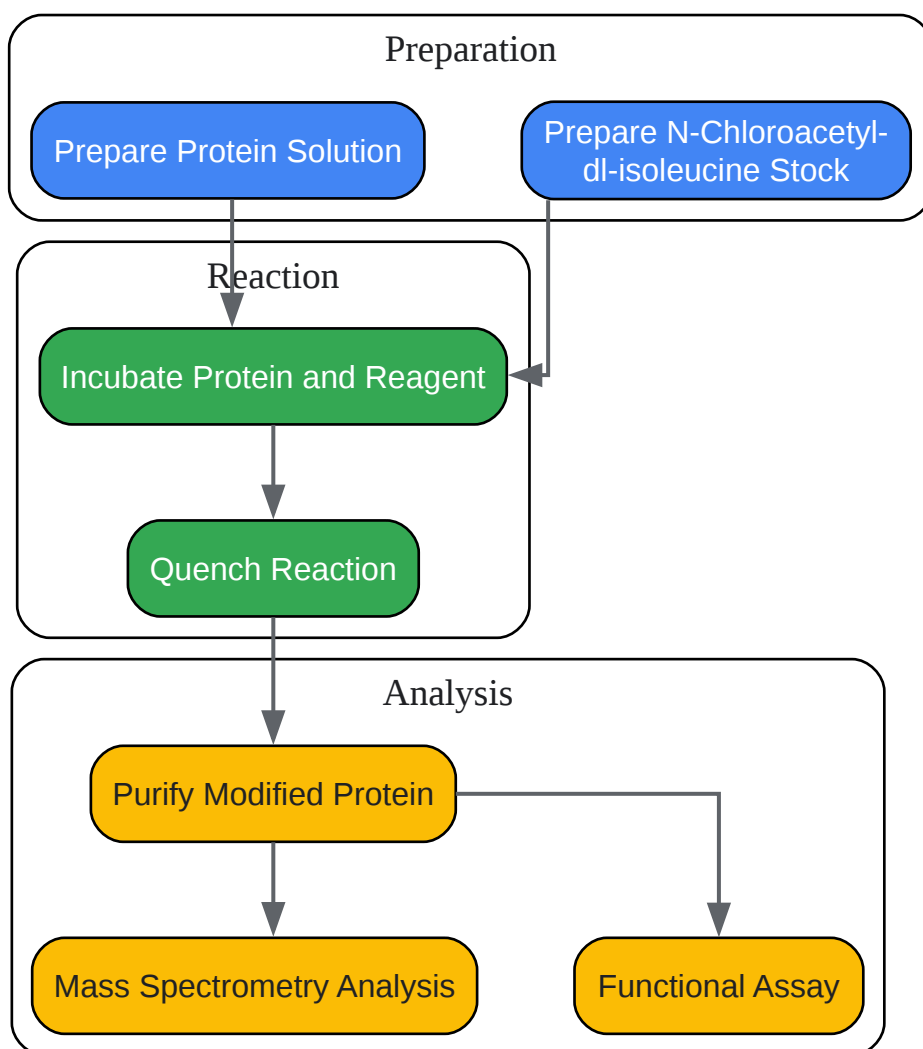 Preparation
Prepare Protein Solution
Prepare N-Chloroacetyl-
dl-isoleucine Stock
Reaction
Incubate Protein and Reagent
Quench Reaction
Analysis
Purify Modified Protein
Mass Spectrometry Analysis
Functional Assay